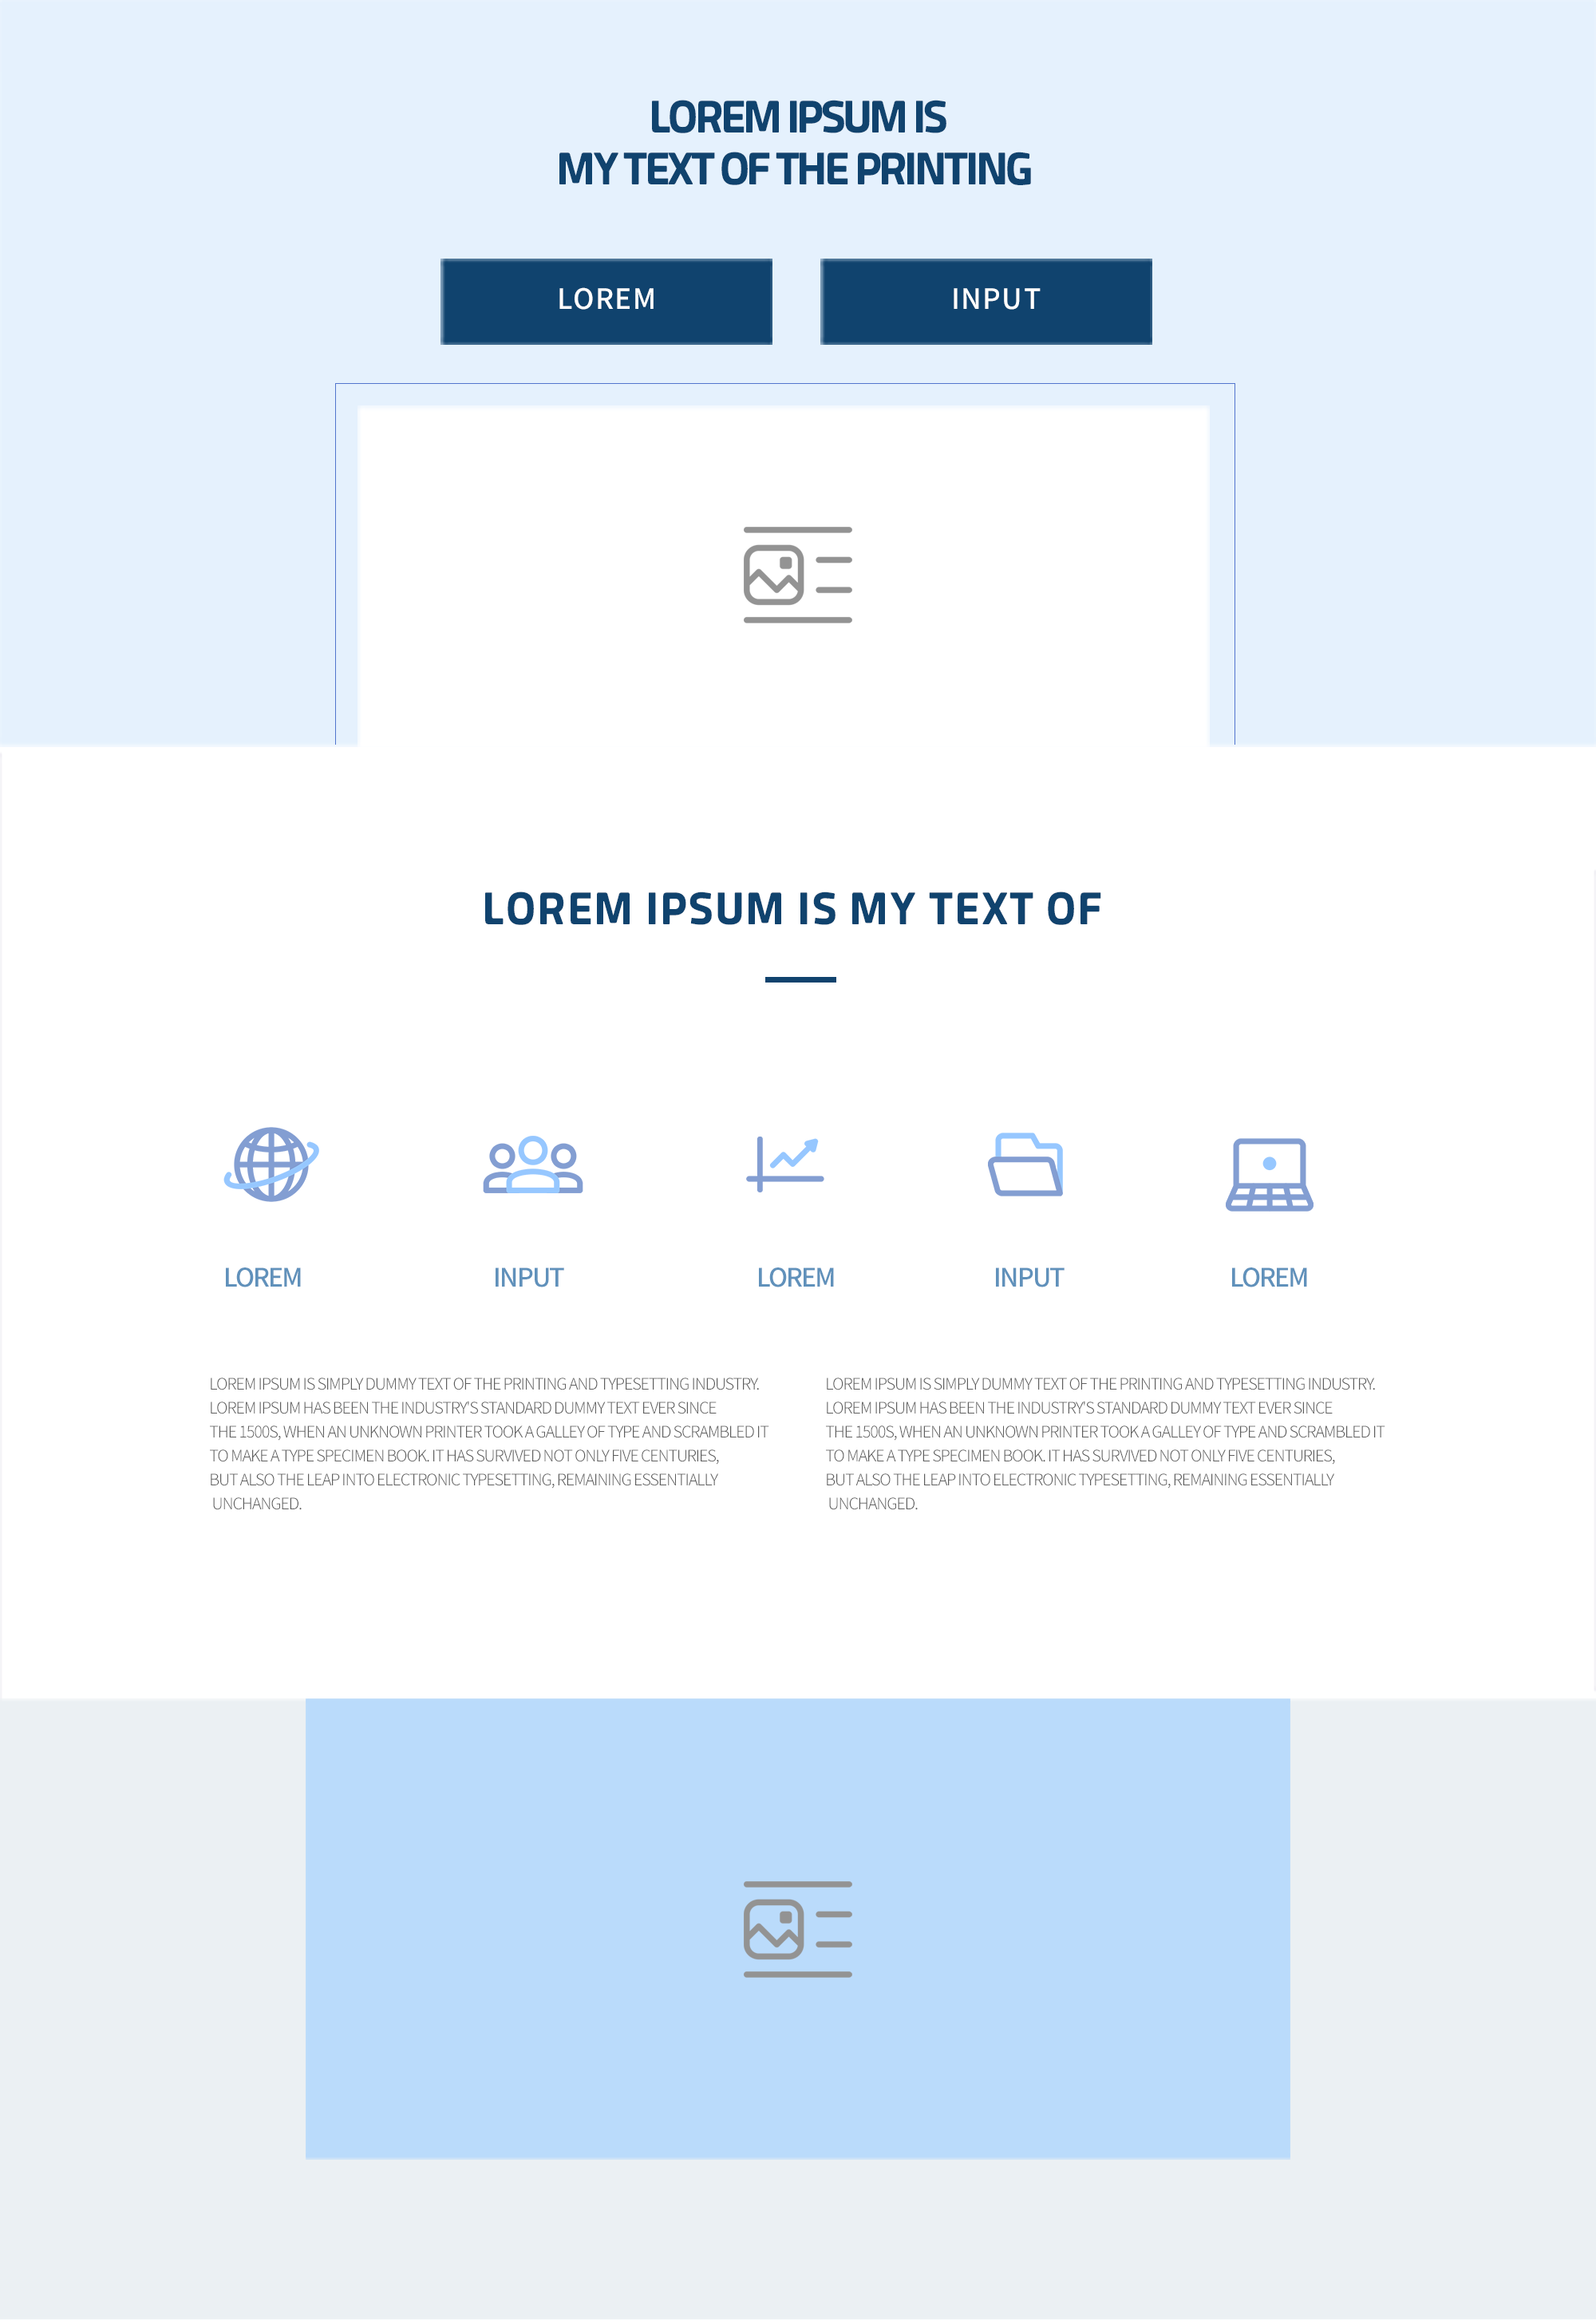 LOREM IPSUM IS
MY TEXT OF THE PRINTING
LOREM
INPUT
LOREM IPSUM IS MY TEXT OF
LOREM
INPUT
LOREM
INPUT
LOREM
LOREM IPSUM IS SIMPLY DUMMY TEXT OF THE PRINTING AND TYPESETTING INDUSTRY.
LOREM IPSUM HAS BEEN THE INDUSTRY'S STANDARD DUMMY TEXT EVER SINCE
THE 1500S, WHEN AN UNKNOWN PRINTER TOOK A GALLEY OF TYPE AND SCRAMBLED IT
TO MAKE A TYPE SPECIMEN BOOK. IT HAS SURVIVED NOT ONLY FIVE CENTURIES,
BUT ALSO THE LEAP INTO ELECTRONIC TYPESETTING, REMAINING ESSENTIALLY
UNCHANGED.
LOREM IPSUM IS SIMPLY DUMMY TEXT OF THE PRINTING AND TYPESETTING INDUSTRY.
LOREM IPSUM HAS BEEN THE INDUSTRY'S STANDARD DUMMY TEXT EVER SINCE
THE 1500S, WHEN AN UNKNOWN PRINTER TOOK A GALLEY OF TYPE AND SCRAMBLED IT
TO MAKE A TYPE SPECIMEN BOOK. IT HAS SURVIVED NOT ONLY FIVE CENTURIES,
BUT ALSO THE LEAP INTO ELECTRONIC TYPESETTING, REMAINING ESSENTIALLY
UNCHANGED.